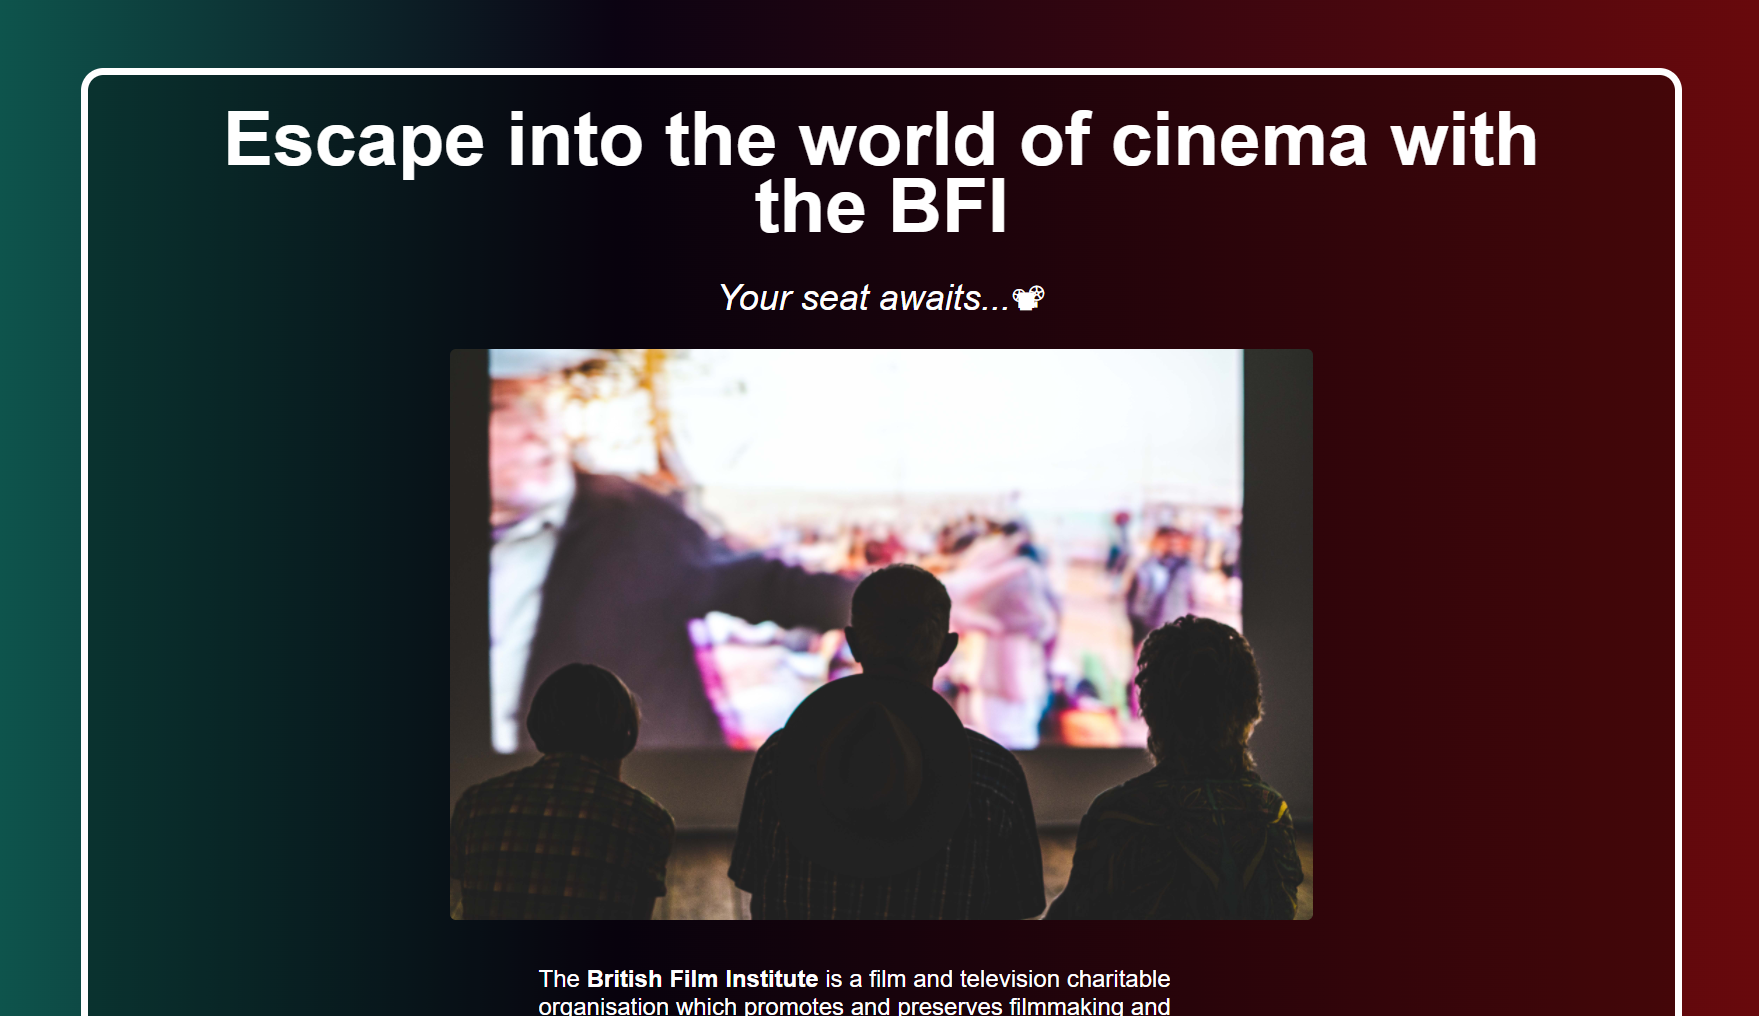 Escape into the world of cinema with
the BFI
Your seat awaits...📽
The British Film Institute is a film and television charitable
organisation which promotes and preserves filmmaking and